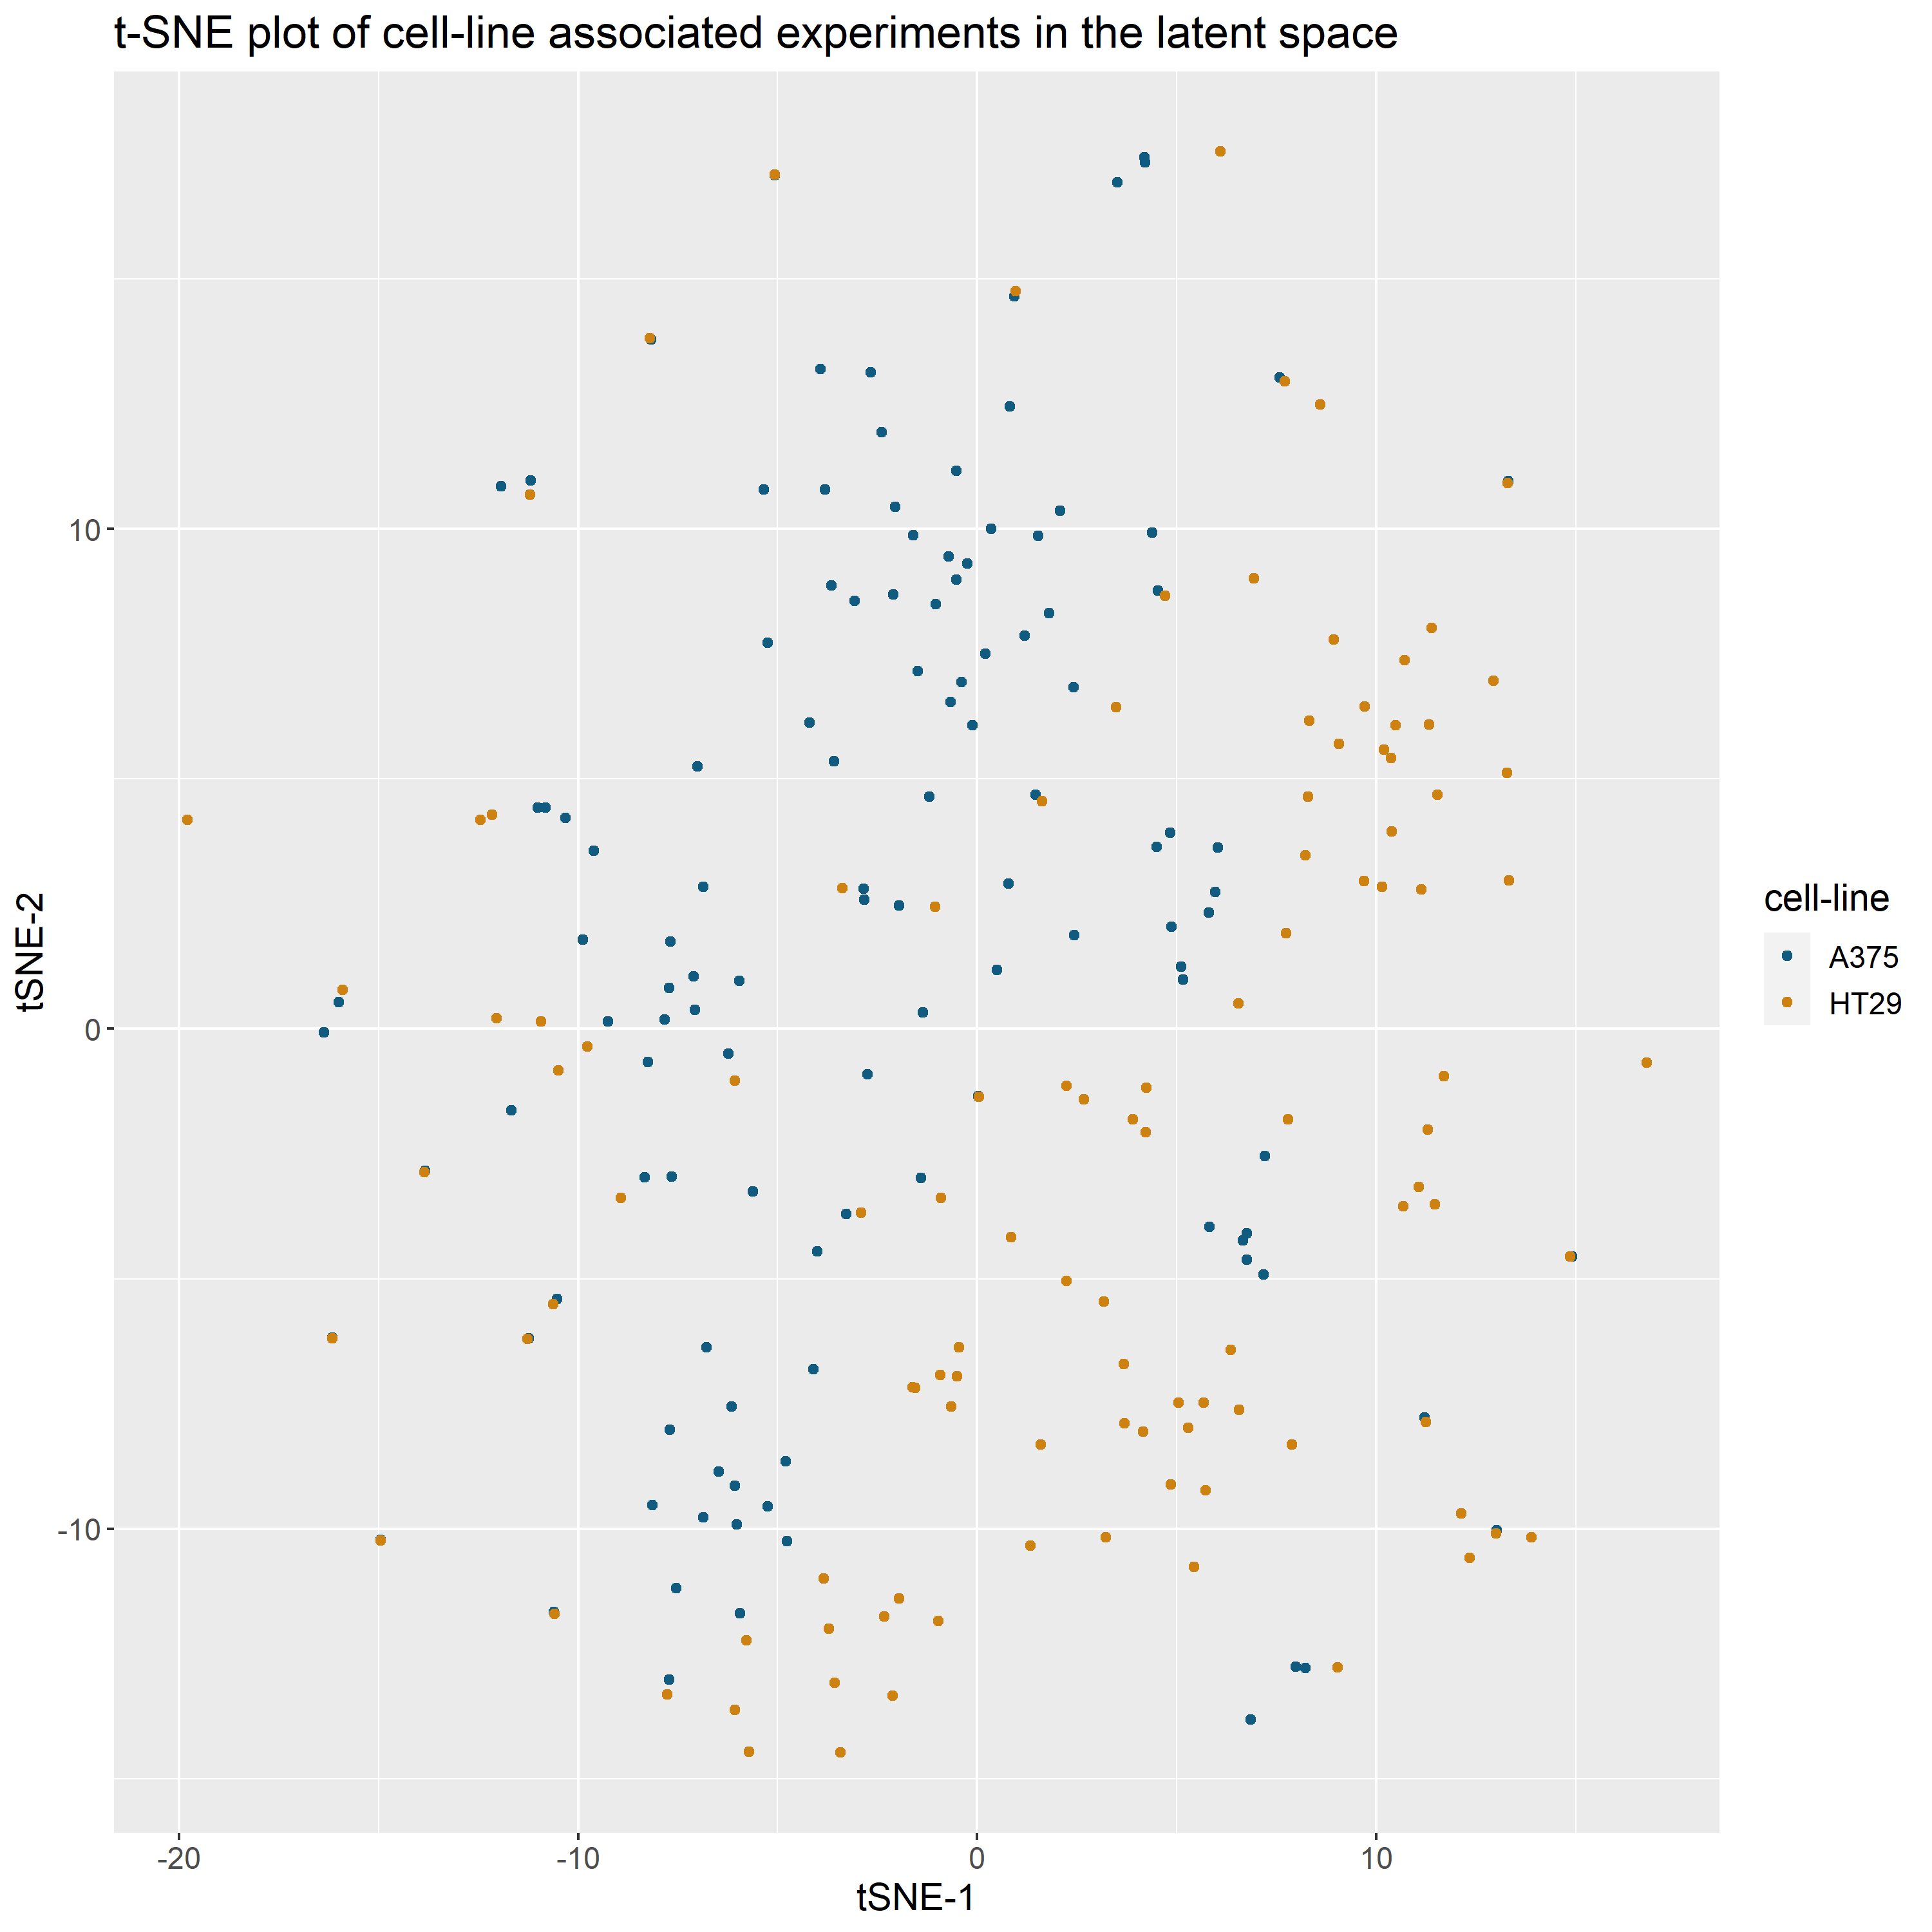 t-SNE plot of cell-line associated experiments in the latent space
10
0
-10
tSNE-2
-20
-10
0
10
tSNE-1
cell-line
A375
HT29